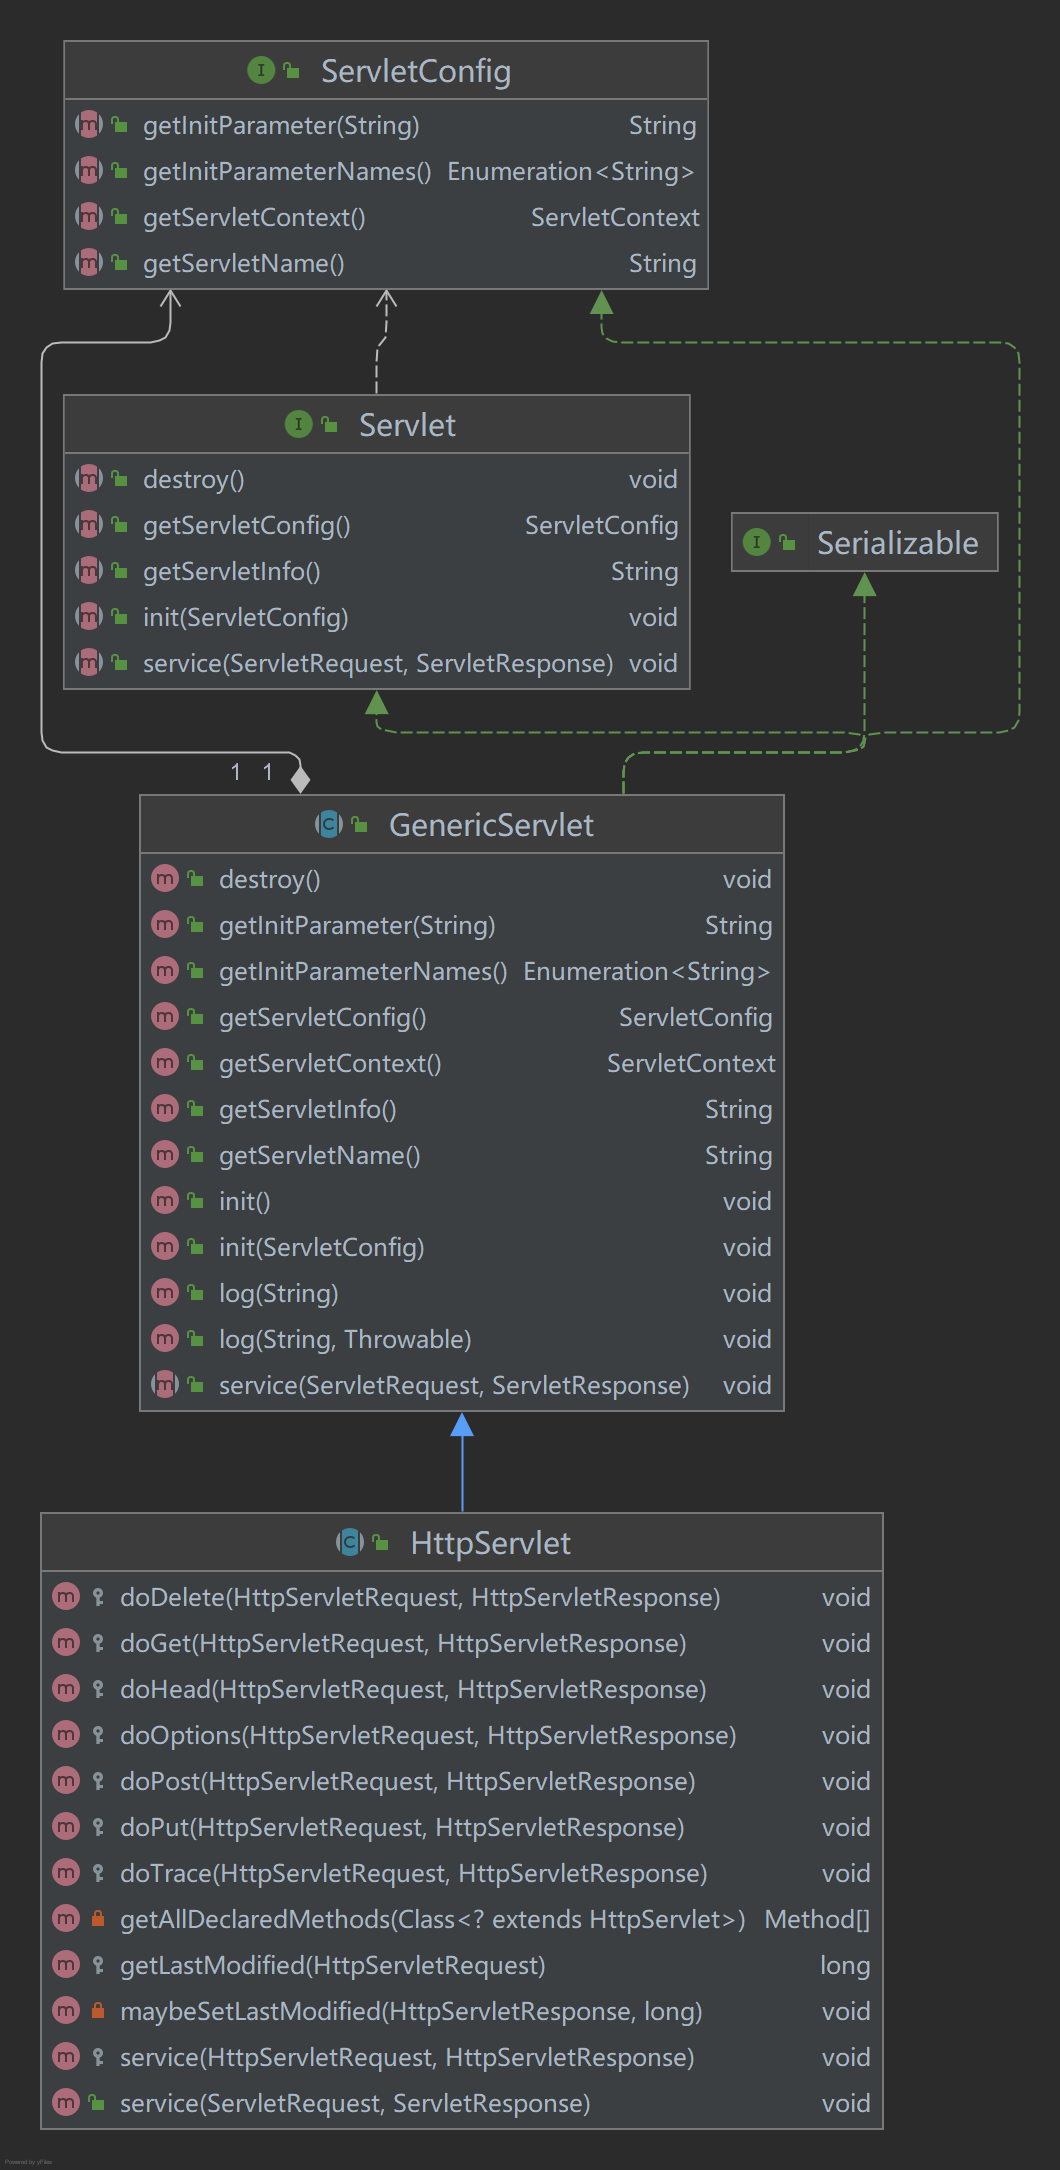 ServletConfig
getInitParameter(String) String
getInitParameterNames() Enumeration<String>
getServletContext() ServletContext
getServletName() String
Servlet
destroy() void
getServletConfig() ServletConfig
getServletInfo() String
init(ServletConfig) void
service(ServletRequest, ServletResponse) void
Serializable
1 1
GenericServlet
destroy() void
getInitParameter(String) String
getInitParameterNames() Enumeration<String>
getServletConfig() ServletConfig
getServletContext() ServletContext
getServletInfo() String
getServletName() String
init() void
init(ServletConfig) void
log(String) void
log(String, Throwable) void
service(ServletRequest, ServletResponse) void
HttpServlet
doDelete(HttpServletRequest, HttpServletResponse) void
doGet(HttpServletRequest, HttpServletResponse) void
doHead(HttpServletRequest, HttpServletResponse) void
doOptions(HttpServletRequest, HttpServletResponse) void
doPost(HttpServletRequest, HttpServletResponse) void
doPut(HttpServletRequest, HttpServletResponse) void
doTrace(HttpServletRequest, HttpServletResponse) void
getAllDeclaredMethods(Class<? extends HttpServlet>) Method[]
getLastModified(HttpServletRequest) long
maybeSetLastModified(HttpServletResponse, long) void
service(HttpServletRequest, HttpServletResponse) void
service(ServletRequest, ServletResponse) void
Powered by yFiles